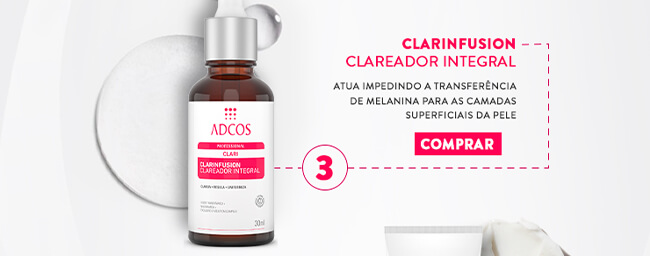 CLARINFUSION
CLAREADOR INTEGRAL
ATUA IMPEDINDO A TRANSFERÊNCIA
DE MELANINA PARA AS CAMADAS
SUPERFICIAIS DA PELE
COMPRAR
3
ADCOS
PROFESSIONAL
CLARI
CLARINFUSION
CLAREADOR INTEGRAL
30ml